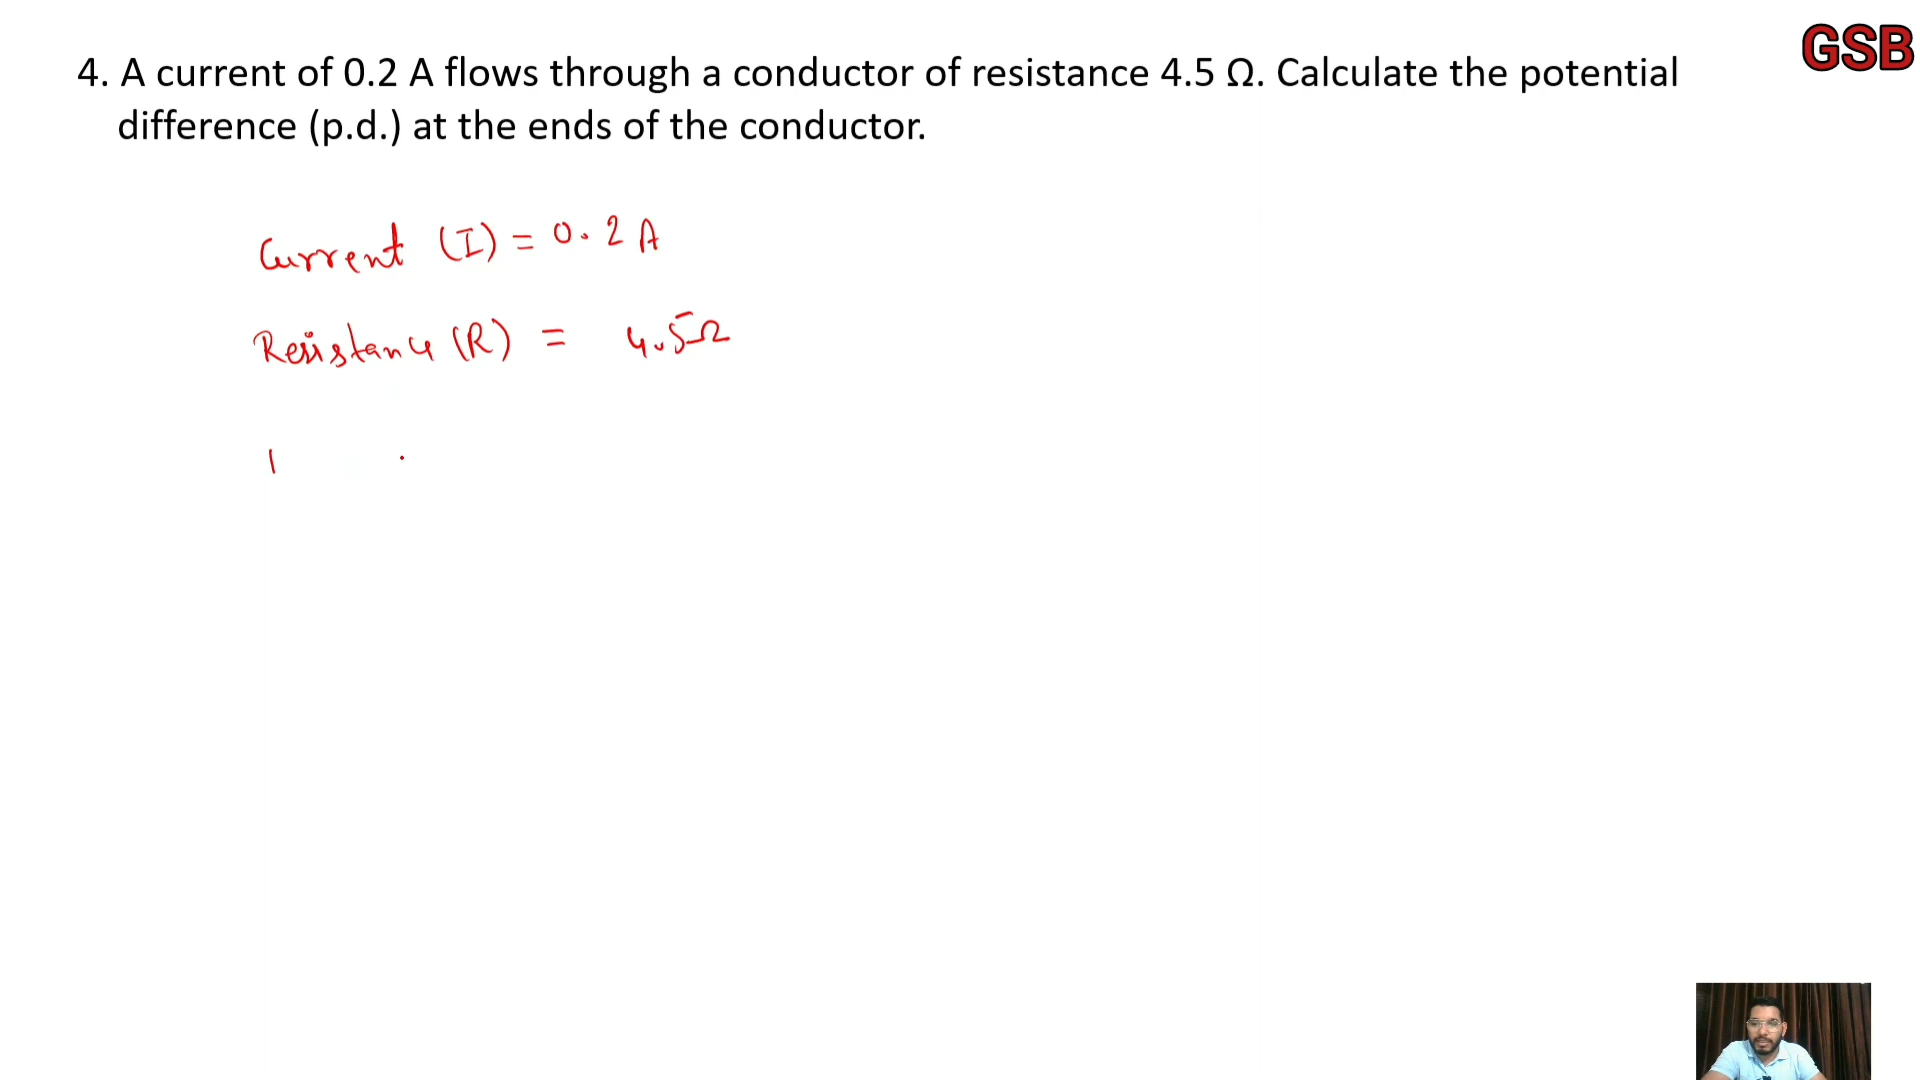 GSB
4. A current of 0.2 A flows through a conductor of resistance 4.5 Ω. Calculate the potential
difference (p.d.) at the ends of the conductor.
Current (I) = 0.2 A
Resistance (R) = 4.5Ω